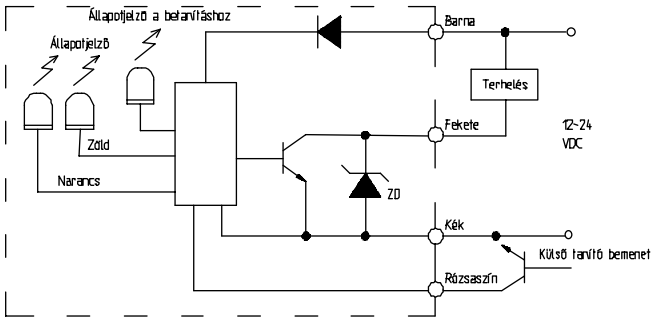 Állapotjelző a betanításhoz
Barna
Állapotjelző
Terhelés
Fekete
12~24
VDC
Zöld
Narancs
ZD
Kék
Külső tanító bemenet
Rózsaszín